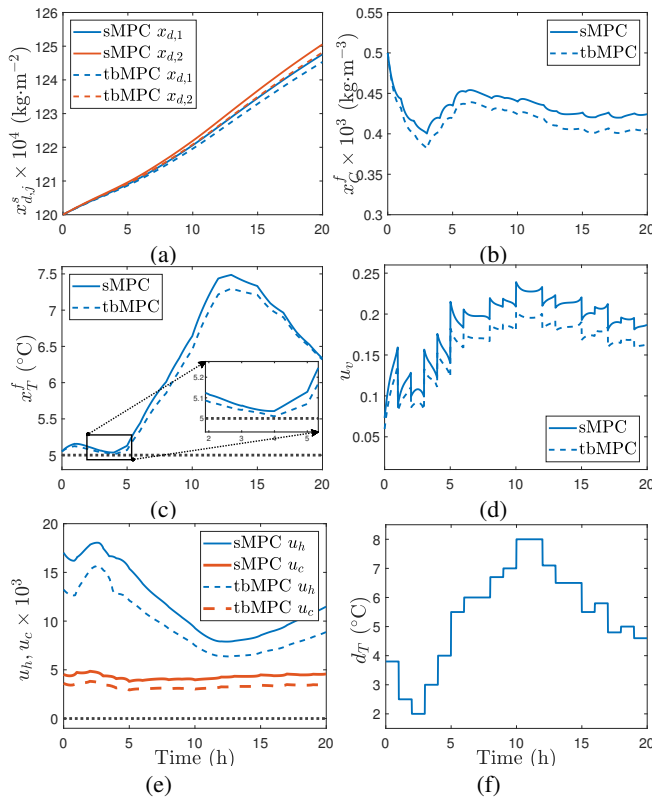 126
125
124
123
122
121
120
x^s_{d,j} × 10^4 (kg·m^{-2})
sMPC x_{d,1}
sMPC x_{d,2}
tbMPC x_{d,1}
tbMPC x_{d,2}
0 5 10 15 20
(a)
0.5
0.45
0.4
0.35
0.3
x^f_C × 10^3 (kg·m^{-3})
sMPC
tbMPC
0 5 10 15 20
(b)
7.5
7
6.5
6
5.5
5
x^f_T (°C)
sMPC
tbMPC
5.2
5.1
5
2 3 4 5
0 5 10 15 20
(c)
0.25
0.20
0.15
0.10
0.05
u_v
sMPC
tbMPC
0 5 10 15 20
(d)
20
15
10
5
0
u_h, u_c × 10^3
sMPC u_h
sMPC u_c
tbMPC u_h
tbMPC u_c
0 5 10 15 20
Time (h)
(e)
8
7
6
5
4
3
2
d_T (°C)
0 5 10 15 20
Time (h)
(f)